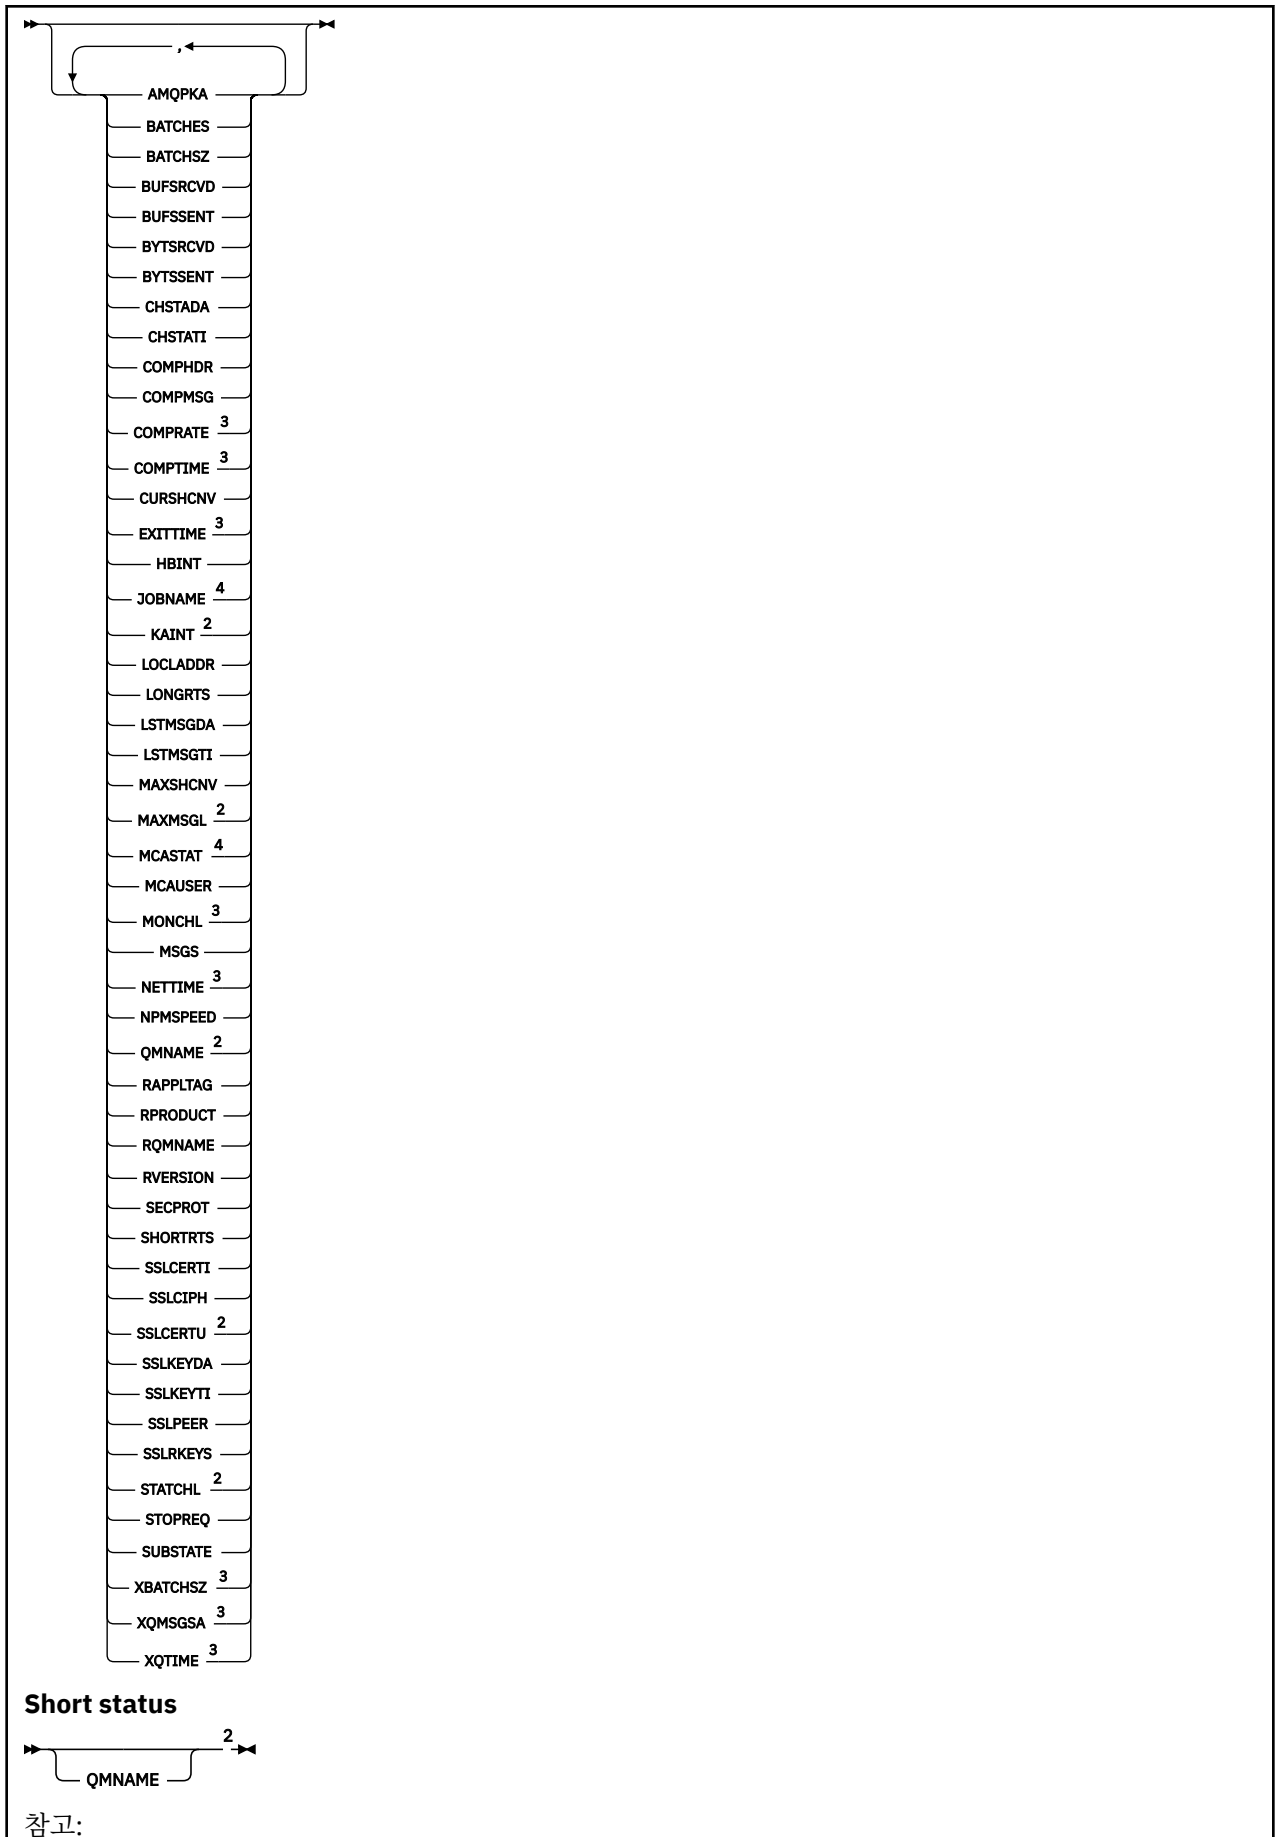 ,
AMQPKA
BATCHES
BATCHSZ
BUFSRCVD
BUFSSENT
BYTSRCVD
BYTSSENT
CHSTADA
CHSTATI
COMPHDR
COMPMSG
COMPRATE 3
COMPTIME 3
CURSHCNV
EXITTIME 3
HBINT
JOBNAME 4
KAINT 2
LOCLADDR
LONGRTS
LSTMSGDA
LSTMSGTI
MAXSHCNV
MAXMSGL 2
MCASTAT 4
MCAUSER
MONCHL 3
MSGS
NETTIME 3
NPMSPEED
QMNAME 2
RAPPLTAG
RPRODUCT
RQMNAME
RVERSION
SECPROT
SHORTRTS
SSLCERTI
SSLCIPH
SSLCERTU 2
SSLKEYDA
SSLKEYTI
SSLPEER
SSLRKEYS
STATCHL 2
STOPREQ
SUBSTATE
XBATCHSZ 3
XQMSGSA 3
XQTIME 3
Short status
2
QMNAME
참고: